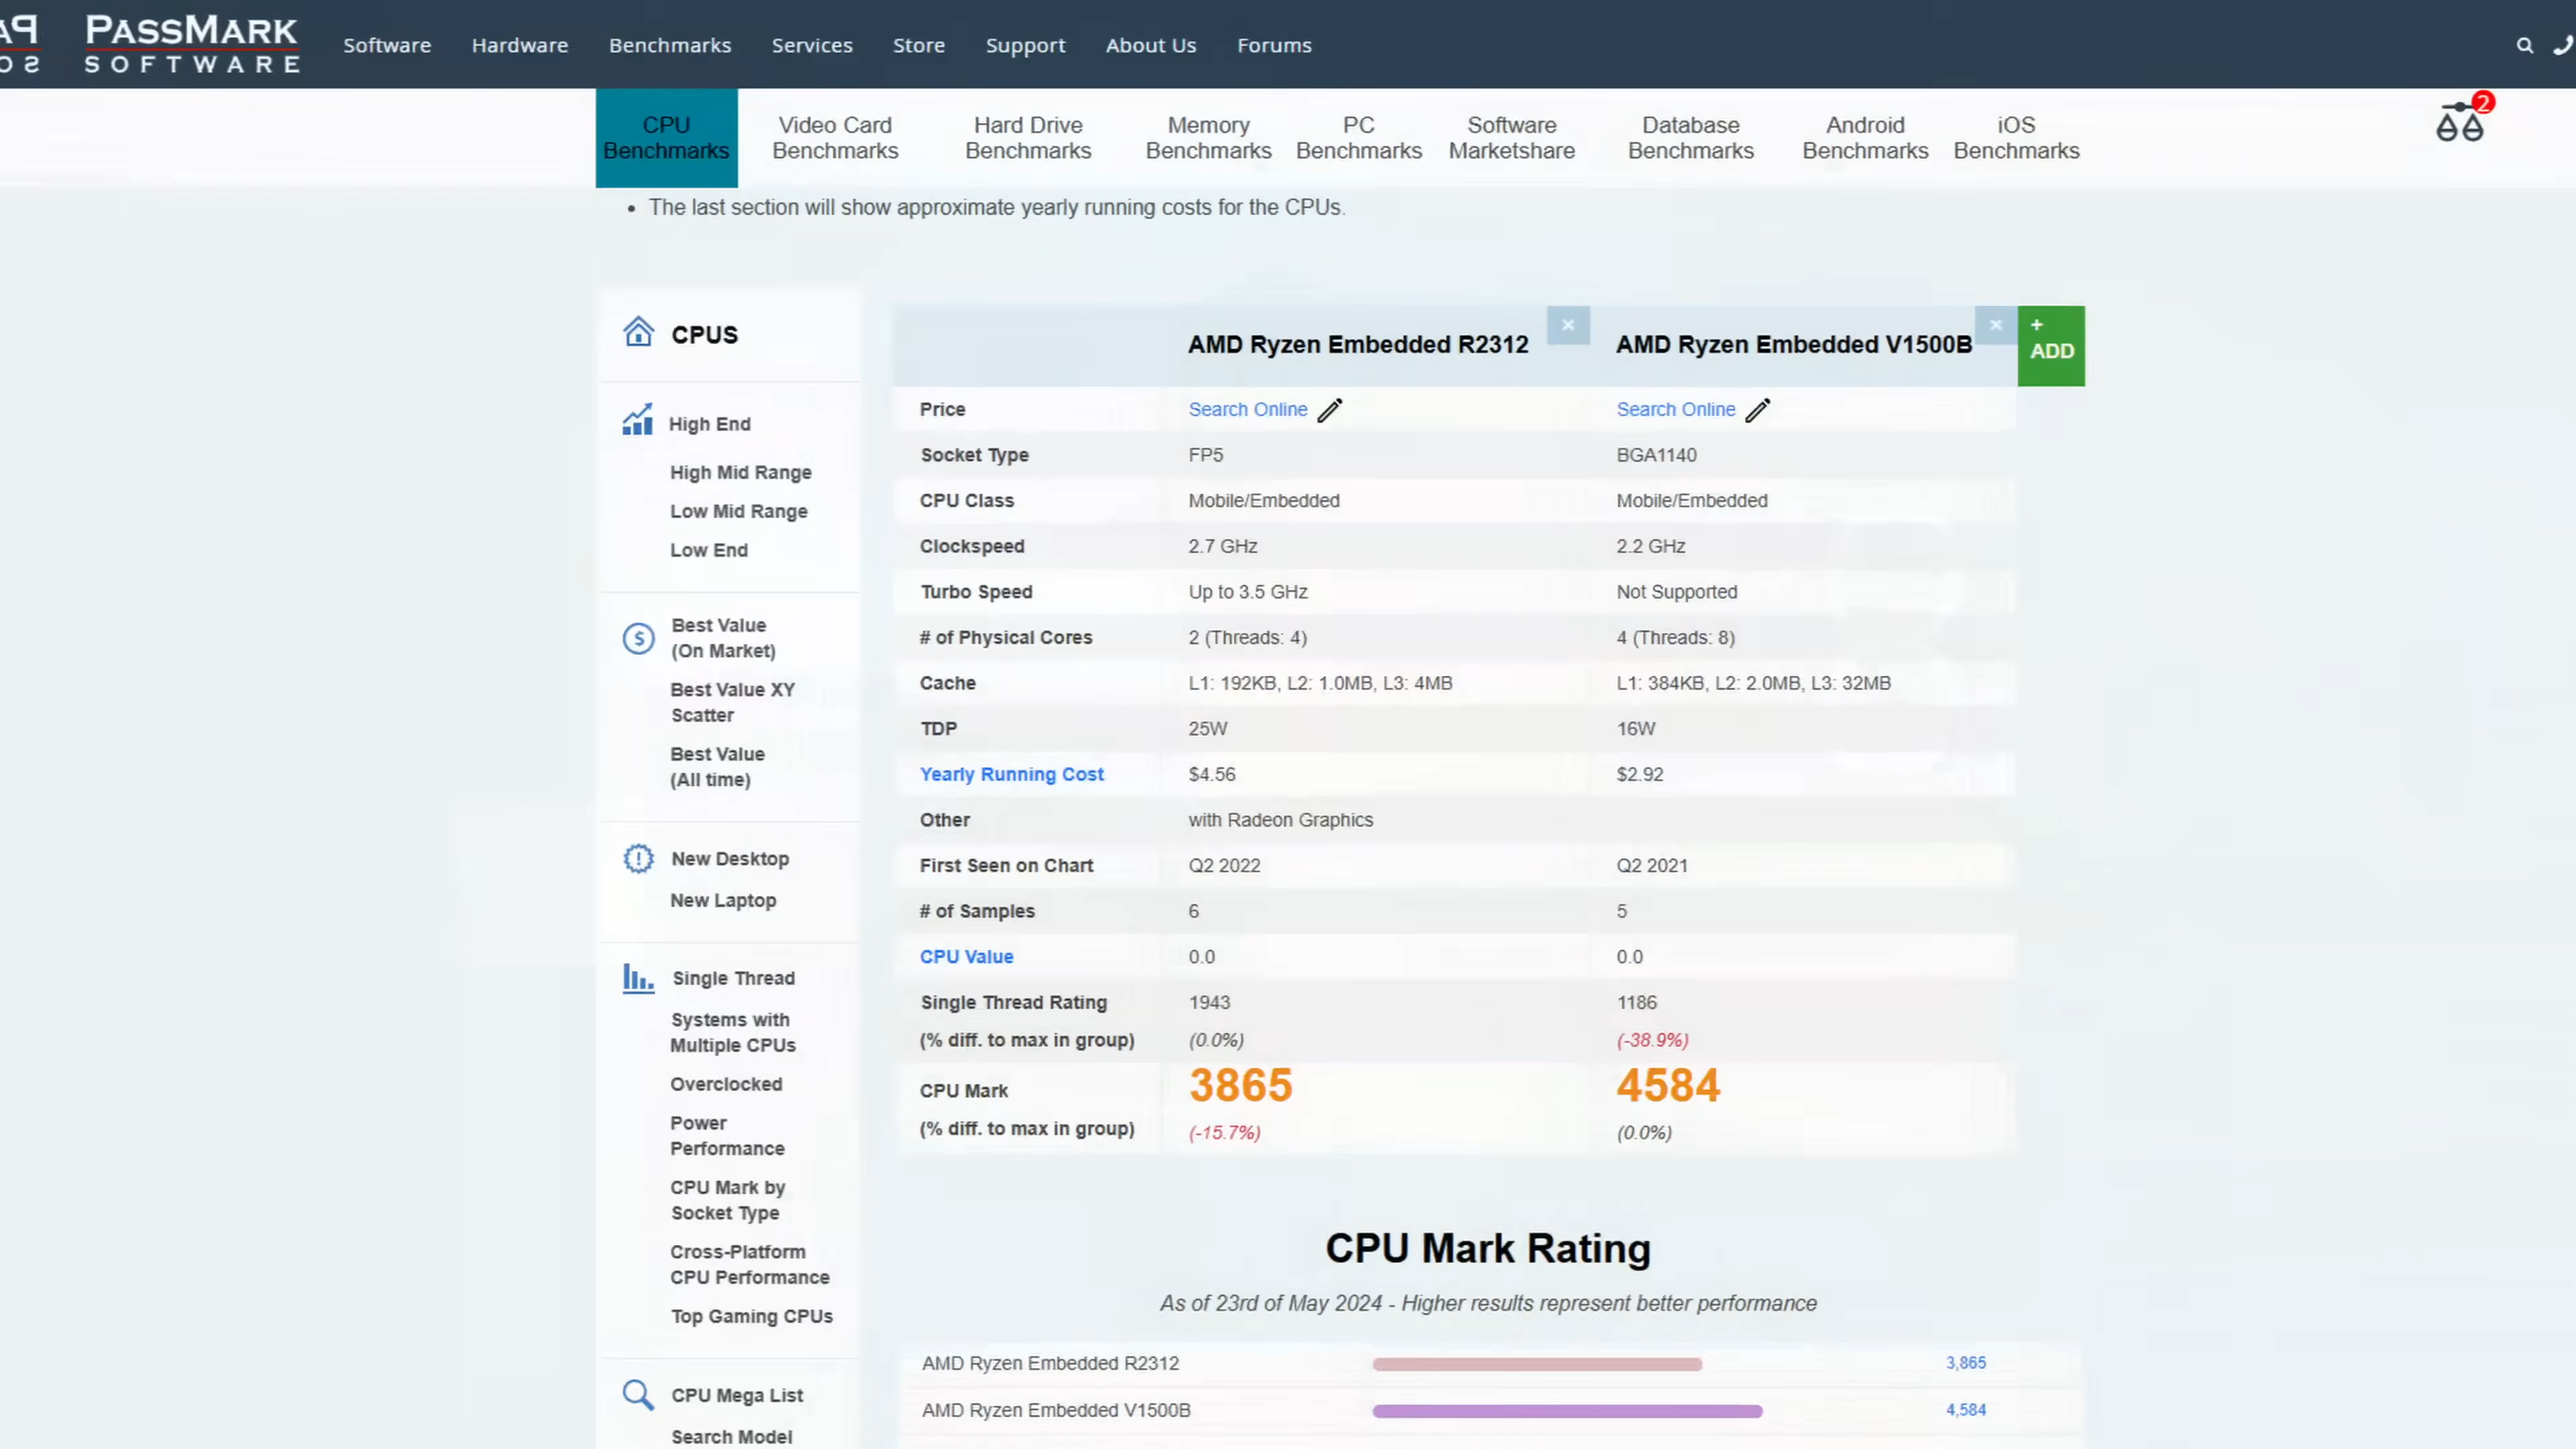 PASSMARK
SOFTWARE
Software Hardware Benchmarks Services Store Support About Us Forums
2
CPU Benchmarks
Video Card Benchmarks
Hard Drive Benchmarks
Memory Benchmarks
PC Benchmarks
Software Marketshare
Database Benchmarks
Android Benchmarks
iOS Benchmarks
• The last section will show approximate yearly running costs for the CPUs.
CPUS
High End
High Mid Range
Low Mid Range
Low End
Best Value
(On Market)
Best Value XY
Scatter
Best Value
(All time)
New Desktop
New Laptop
Single Thread
Systems with
Multiple CPUs
Overclocked
Power
Performance
CPU Mark by
Socket Type
Cross-Platform
CPU Performance
Top Gaming CPUs
CPU Mega List
Search Model
AMD Ryzen Embedded R2312 × AMD Ryzen Embedded V1500B × + ADD
Price Search Online Search Online
Socket Type FP5 BGA1140
CPU Class Mobile/Embedded Mobile/Embedded
Clockspeed 2.7 GHz 2.2 GHz
Turbo Speed Up to 3.5 GHz Not Supported
# of Physical Cores 2 (Threads: 4) 4 (Threads: 8)
Cache L1: 192KB, L2: 1.0MB, L3: 4MB L1: 384KB, L2: 2.0MB, L3: 32MB
TDP 25W 16W
Yearly Running Cost $4.56 $2.92
Other with Radeon Graphics
First Seen on Chart Q2 2022 Q2 2021
# of Samples 6 5
CPU Value 0.0 0.0
Single Thread Rating 1943 1186
(% diff. to max in group) (0.0%) (-38.9%)
CPU Mark 3865 4584
(% diff. to max in group) (-15.7%) (0.0%)
CPU Mark Rating
As of 23rd of May 2024 - Higher results represent better performance
AMD Ryzen Embedded R2312 3,865
AMD Ryzen Embedded V1500B 4,584